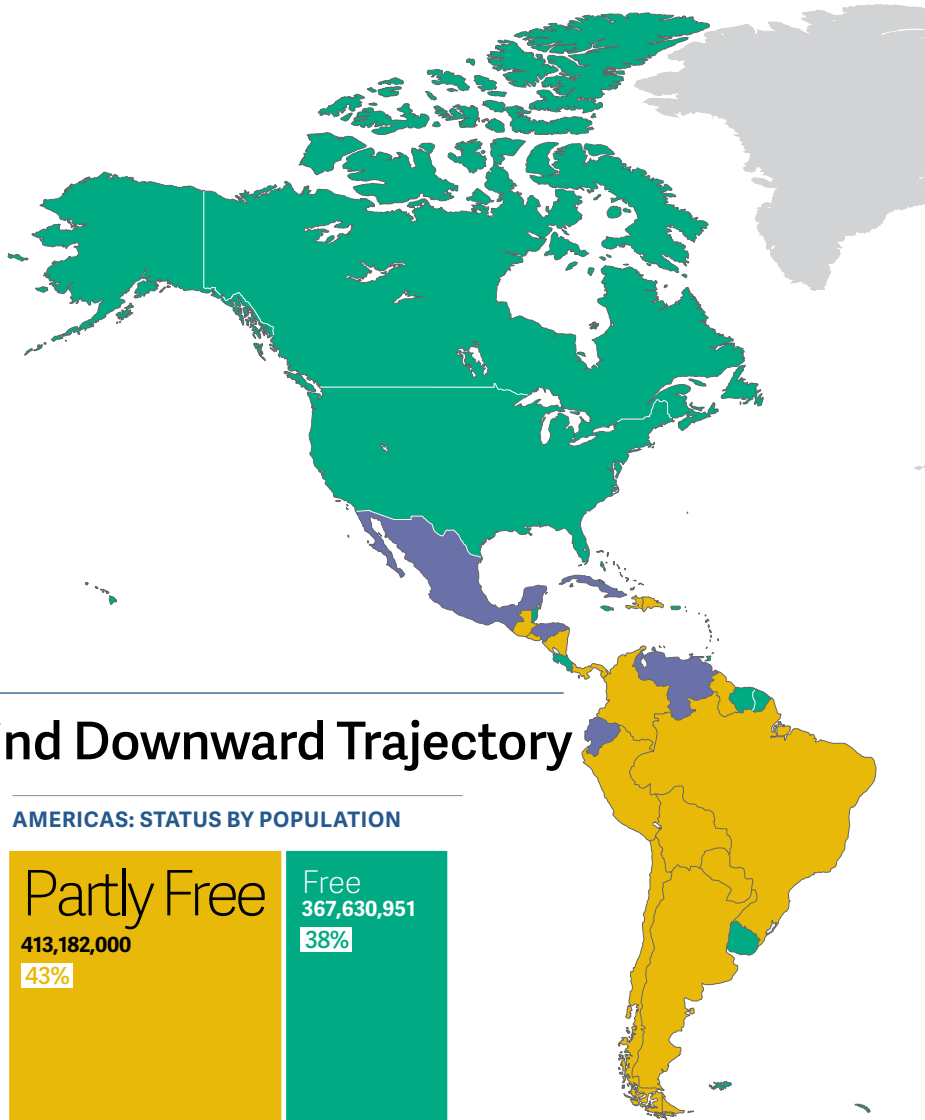 nd Downward Trajectory
AMERICAS: STATUS BY POPULATION
Partly Free
413,182,000
43%
Free
367,630,951
38%